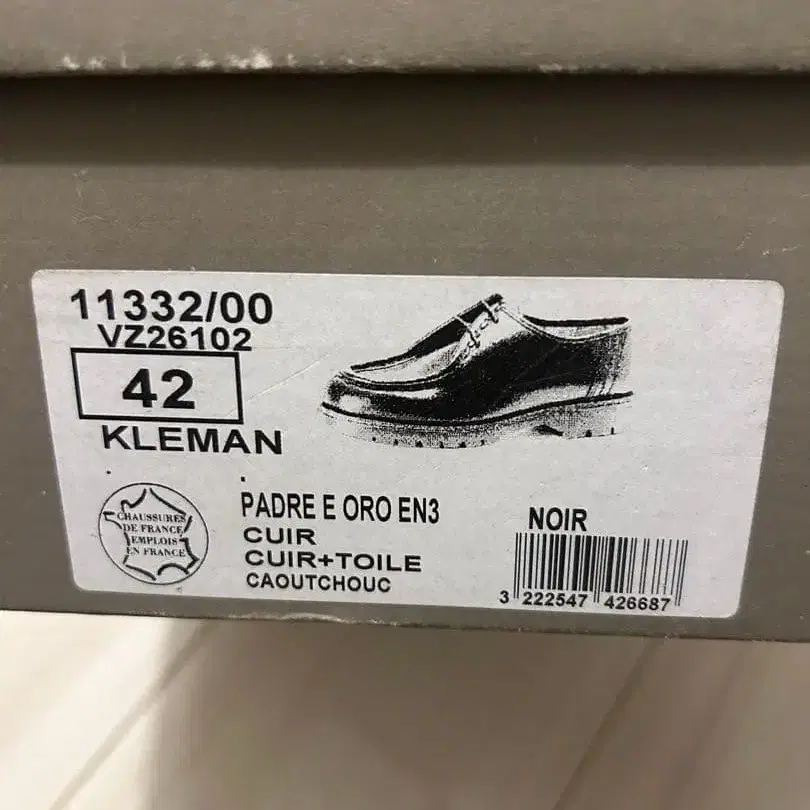 11332/00
VZ26102
42
KLEMAN
CHAUSSURES
DE FRANCE
EMPLOIS
EN FRANCE
PADRE E ORO EN3
CUIR
CUIR+TOILE
CAOUTCHOUC
NOIR
3 222547 426687